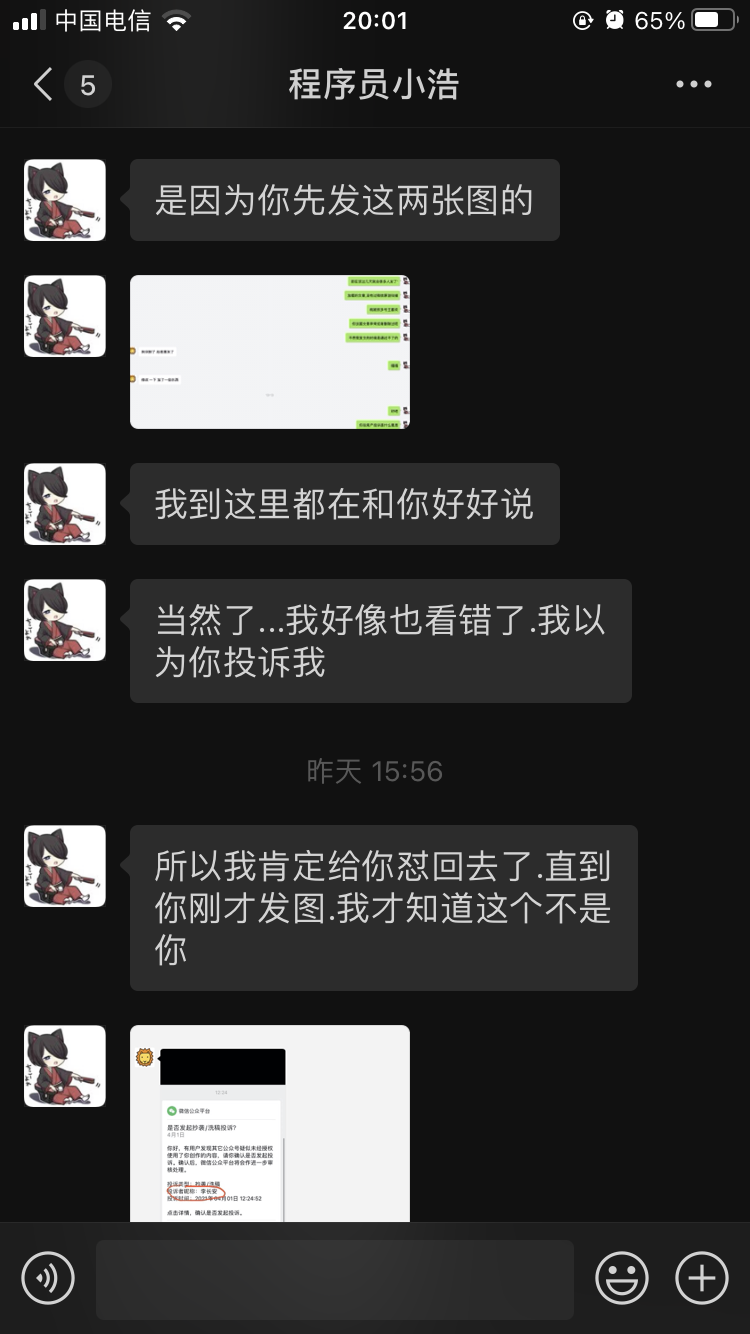 中国电信
20:01
65%
5
程序员小浩
是因为你先发这两张图的
我到这里都在和你好好说
当然了...我好像也看错了.我以
为你投诉我
昨天 15:56
所以我肯定给你怼回去了.直到
你刚才发图.我才知道这个不是
你
12:26
微信公众平台
是否发起抄袭/洗稿投诉?
4月1日
你好，有用户发现其它公众号疑似未经授权
使用了你创作的内容，请你确认是否发起投
诉。确认后，微信公众平台将会作进一步审
核处理。
投诉类型：抄袭/洗稿
投诉者昵称：李长安
投诉时间：2021年04月01日 12:24:52
点击详情，确认是否发起投诉。